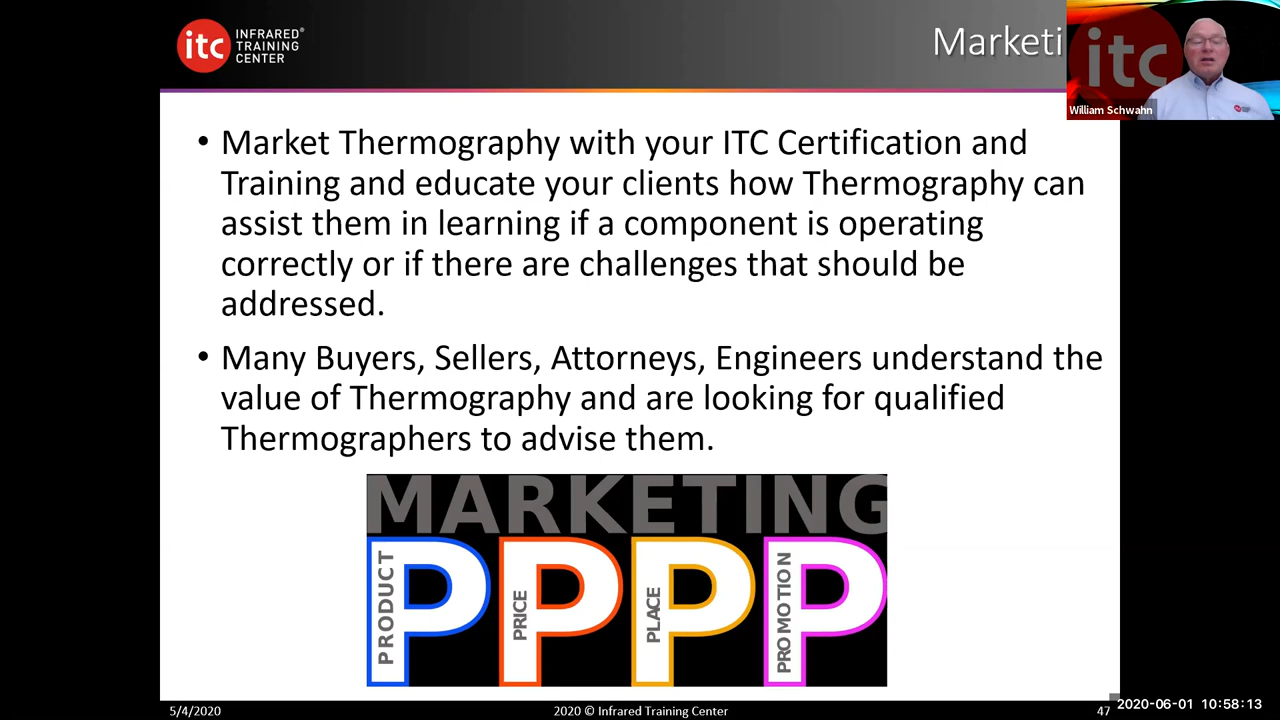 itc INFRARED®
TRAINING
CENTER
Marketi
itc
William Schwahn
• Market Thermography with your ITC Certification and
Training and educate your clients how Thermography can
assist them in learning if a component is operating
correctly or if there are challenges that should be
addressed.
• Many Buyers, Sellers, Attorneys, Engineers understand the
value of Thermography and are looking for qualified
Thermographers to advise them.
MARKETING
PRODUCT
P
PRICE
P
PLACE
P
PROMOTION
P
5/4/2020
2020 © Infrared Training Center
47
2020-06-01 10:58:13